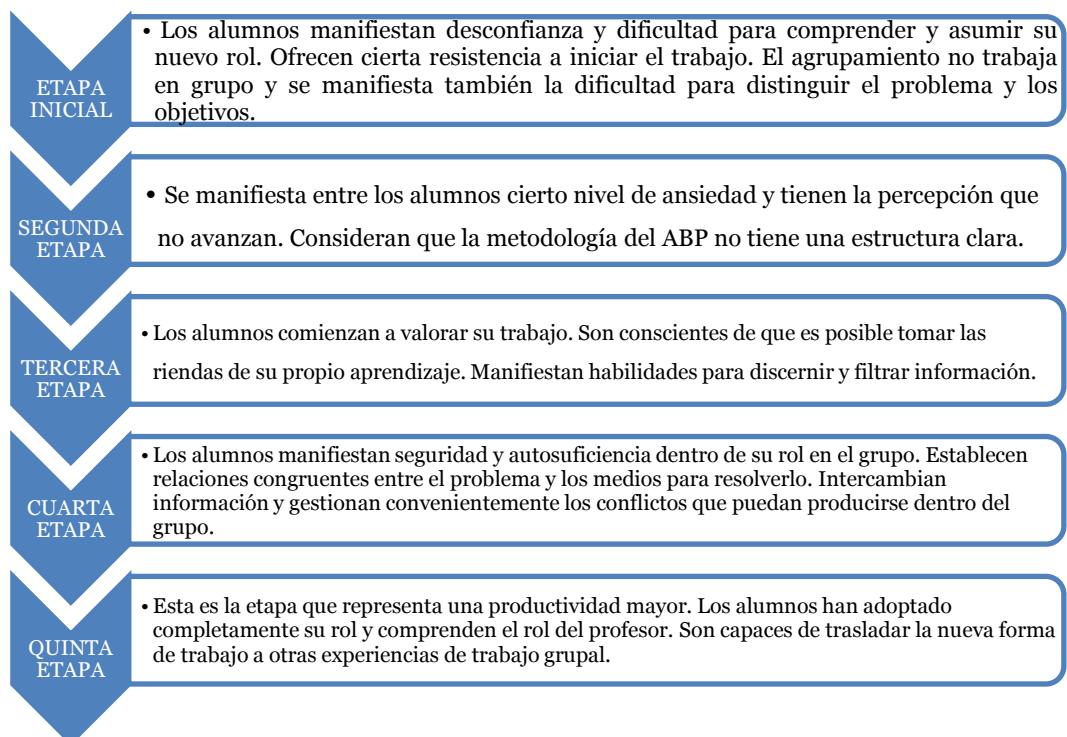 ETAPA
INICIAL
• Los alumnos manifiestan desconfianza y dificultad para comprender y asumir su
nuevo rol. Ofrecen cierta resistencia a iniciar el trabajo. El agrupamiento no trabaja
en grupo y se manifiesta también la dificultad para distinguir el problema y los
objetivos.
SEGUNDA
ETAPA
• Se manifiesta entre los alumnos cierto nivel de ansiedad y tienen la percepción que
no avanzan. Consideran que la metodología del ABP no tiene una estructura clara.
TERCERA
ETAPA
• Los alumnos comienzan a valorar su trabajo. Son conscientes de que es posible tomar las
riendas de su propio aprendizaje. Manifiestan habilidades para discernir y filtrar información.
CUARTA
ETAPA
• Los alumnos manifiestan seguridad y autosuficiencia dentro de su rol en el grupo. Establecen
relaciones congruentes entre el problema y los medios para resolverlo. Intercambian
información y gestionan convenientemente los conflictos que puedan producirse dentro del
grupo.
QUINTA
ETAPA
• Esta es la etapa que representa una productividad mayor. Los alumnos han adoptado
completamente su rol y comprenden el rol del profesor. Son capaces de trasladar la nueva forma
de trabajo a otras experiencias de trabajo grupal.